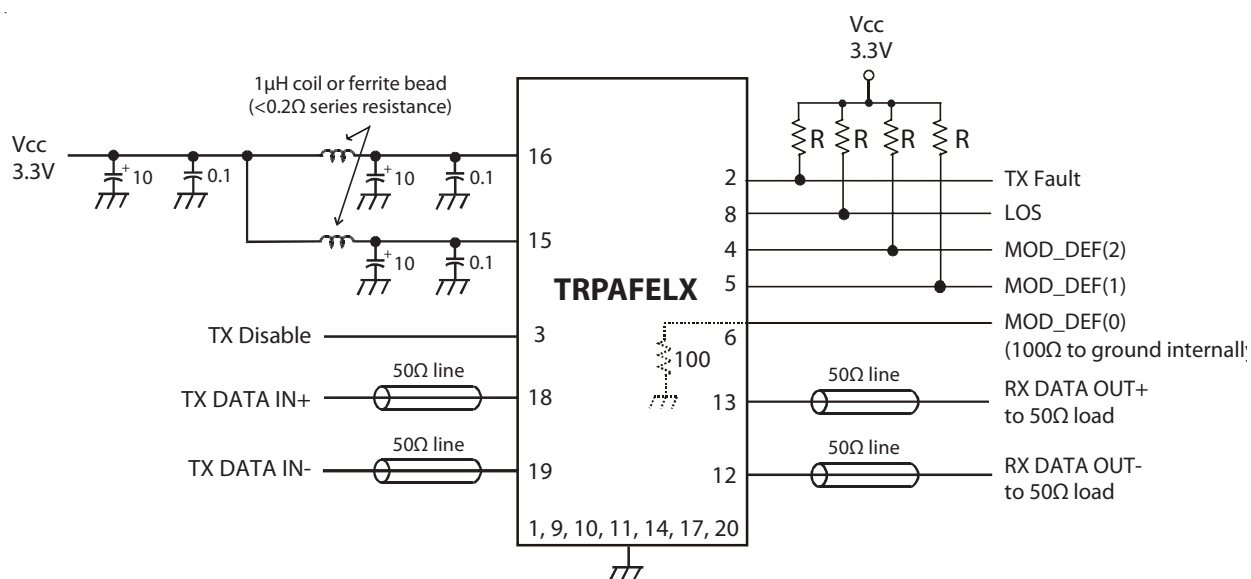 Vcc
3.3V
1µH coil or ferrite bead
(<0.2Ω series resistance)
Vcc
3.3V
+
10
0.1
+
10
0.1
16
+
10
0.1
15
R
R
R
R
2
TX Fault
8
LOS
4
MOD_DEF(2)
5
MOD_DEF(1)
6
MOD_DEF(0)
(100Ω to ground internally
TRPAFELX
100
TX Disable
3
TX DATA IN+
50Ω line
18
TX DATA IN-
50Ω line
19
13
50Ω line
RX DATA OUT+
to 50Ω load
12
50Ω line
RX DATA OUT-
to 50Ω load
1, 9, 10, 11, 14, 17, 20